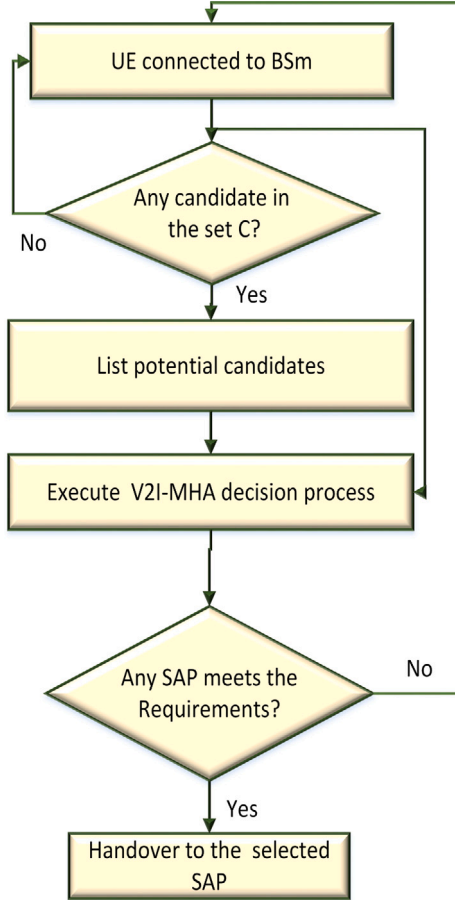 UE connected to BSm
Any candidate in
the set C?
No
Yes
List potential candidates
Execute V2I-MHA decision process
Any SAP meets the
Requirements?
No
Yes
Handover to the selected
SAP